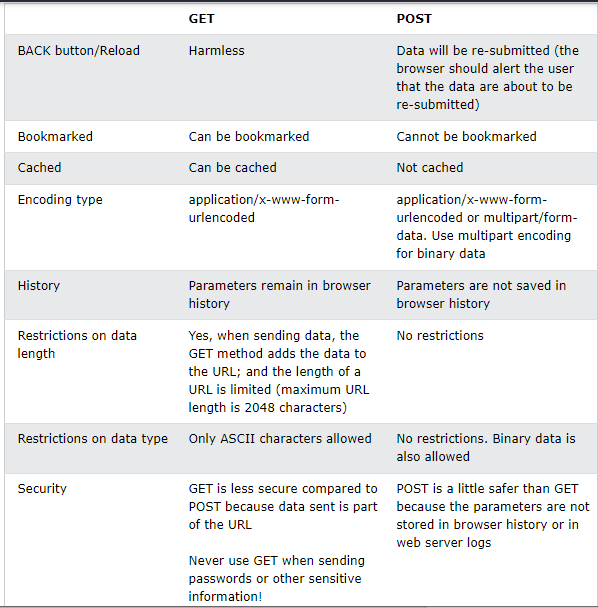 GET POST
BACK button/Reload Harmless Data will be re-submitted (the
browser should alert the user
that the data are about to be
re-submitted)
Bookmarked Can be bookmarked Cannot be bookmarked
Cached Can be cached Not cached
Encoding type application/x-www-form- application/x-www-form-
urlencoded urlencoded or multipart/form-
data. Use multipart encoding
for binary data
History Parameters remain in browser Parameters are not saved in
history browser history
Restrictions on data Yes, when sending data, the No restrictions
length GET method adds the data to
the URL; and the length of a
URL is limited (maximum URL
length is 2048 characters)
Restrictions on data type Only ASCII characters allowed No restrictions. Binary data is
also allowed
Security GET is less secure compared to POST is a little safer than GET
POST because data sent is part because the parameters are not
of the URL stored in browser history or in
web server logs
Never use GET when sending
passwords or other sensitive
information!